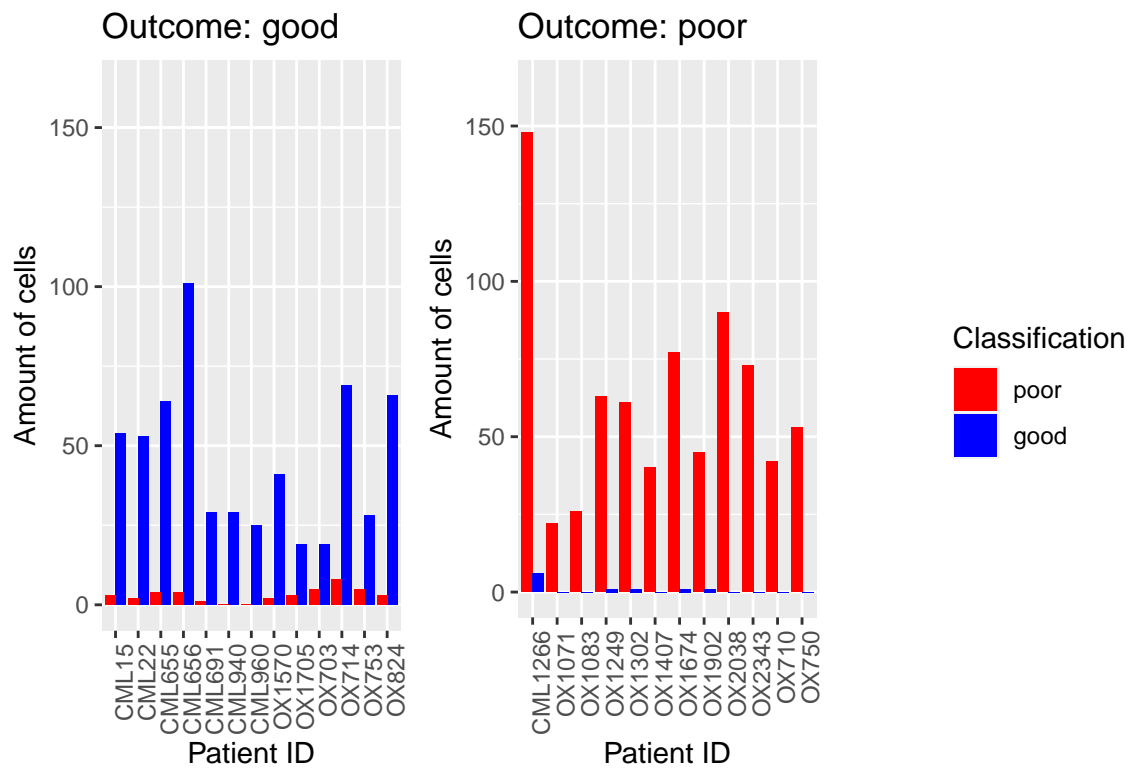 Outcome: good
150
100
50
0
Amount of cells
CML15
CML22
CML655
CML656
CML691
CML940
CML960
OX1570
OX1705
OX703
OX714
OX753
OX824
Patient ID
Outcome: poor
150
100
50
0
Amount of cells
CML1266
OX1071
OX1083
OX1249
OX1302
OX1407
OX1674
OX1902
OX2038
OX2343
OX710
OX750
Patient ID
Classification
poor
good